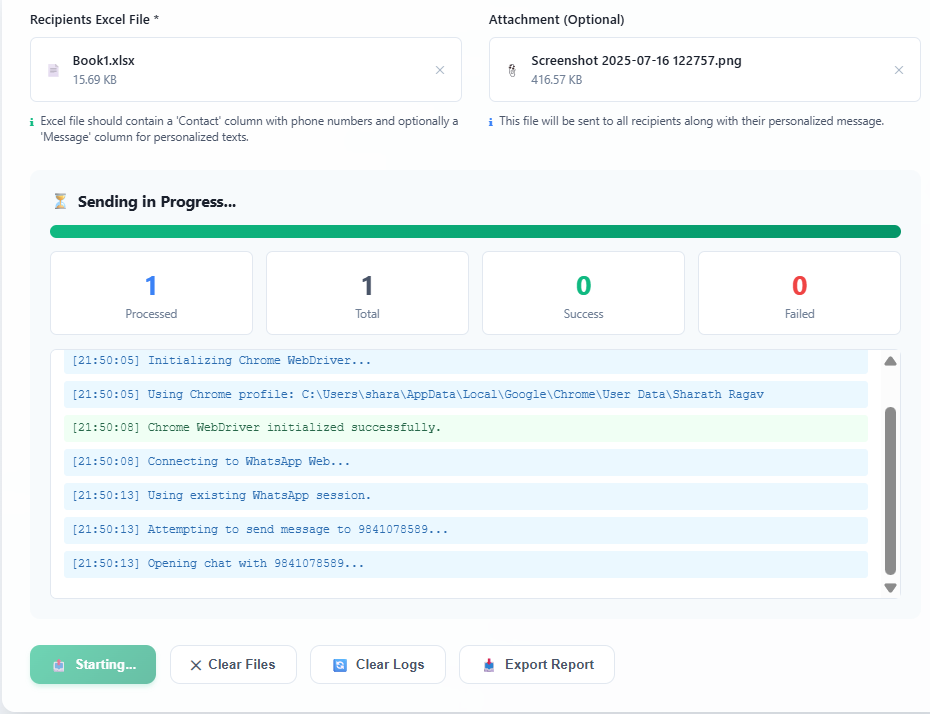 Recipients Excel File *
Attachment (Optional)
Book1.xlsx
15.69 KB
Screenshot 2025-07-16 122757.png
416.57 KB
Excel file should contain a 'Contact' column with phone numbers and optionally a
'Message' column for personalized texts.
This file will be sent to all recipients along with their personalized message.
Sending in Progress...
1
Processed
1
Total
0
Success
0
Failed
[21:50:05] Initializing Chrome WebDriver...
[21:50:05] Using Chrome profile: C:\Users\shara\AppData\Local\Google\Chrome\User Data\Sharath Ragav
[21:50:08] Chrome WebDriver initialized successfully.
[21:50:08] Connecting to WhatsApp Web...
[21:50:13] Using existing WhatsApp session.
[21:50:13] Attempting to send message to 9841078589...
[21:50:13] Opening chat with 9841078589...
Starting...
Clear Files
Clear Logs
Export Report